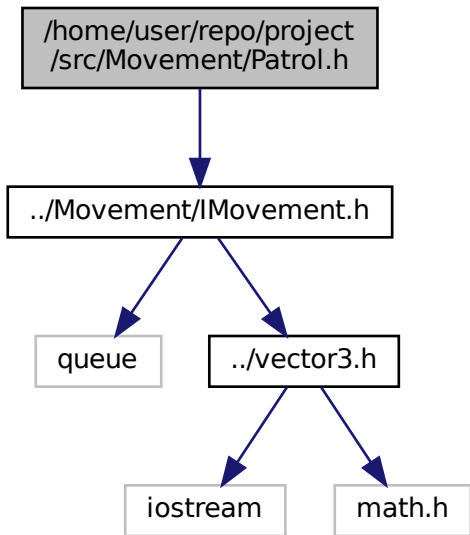 /home/user/repo/project
/src/Movement/Patrol.h
../Movement/IMovement.h
queue
../vector3.h
iostream
math.h